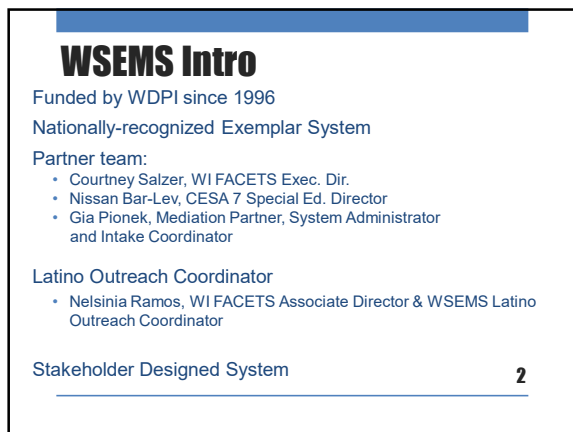 WSEMS Intro
Funded by WDPI since 1996
Nationally-recognized Exemplar System
Partner team:
• Courtney Salzer, WI FACETS Exec. Dir.
• Nissan Bar-Lev, CESA 7 Special Ed. Director
• Gia Pionek, Mediation Partner, System Administrator
and Intake Coordinator
Latino Outreach Coordinator
• Nelsinia Ramos, WI FACETS Associate Director & WSEMS Latino
Outreach Coordinator
Stakeholder Designed System
2